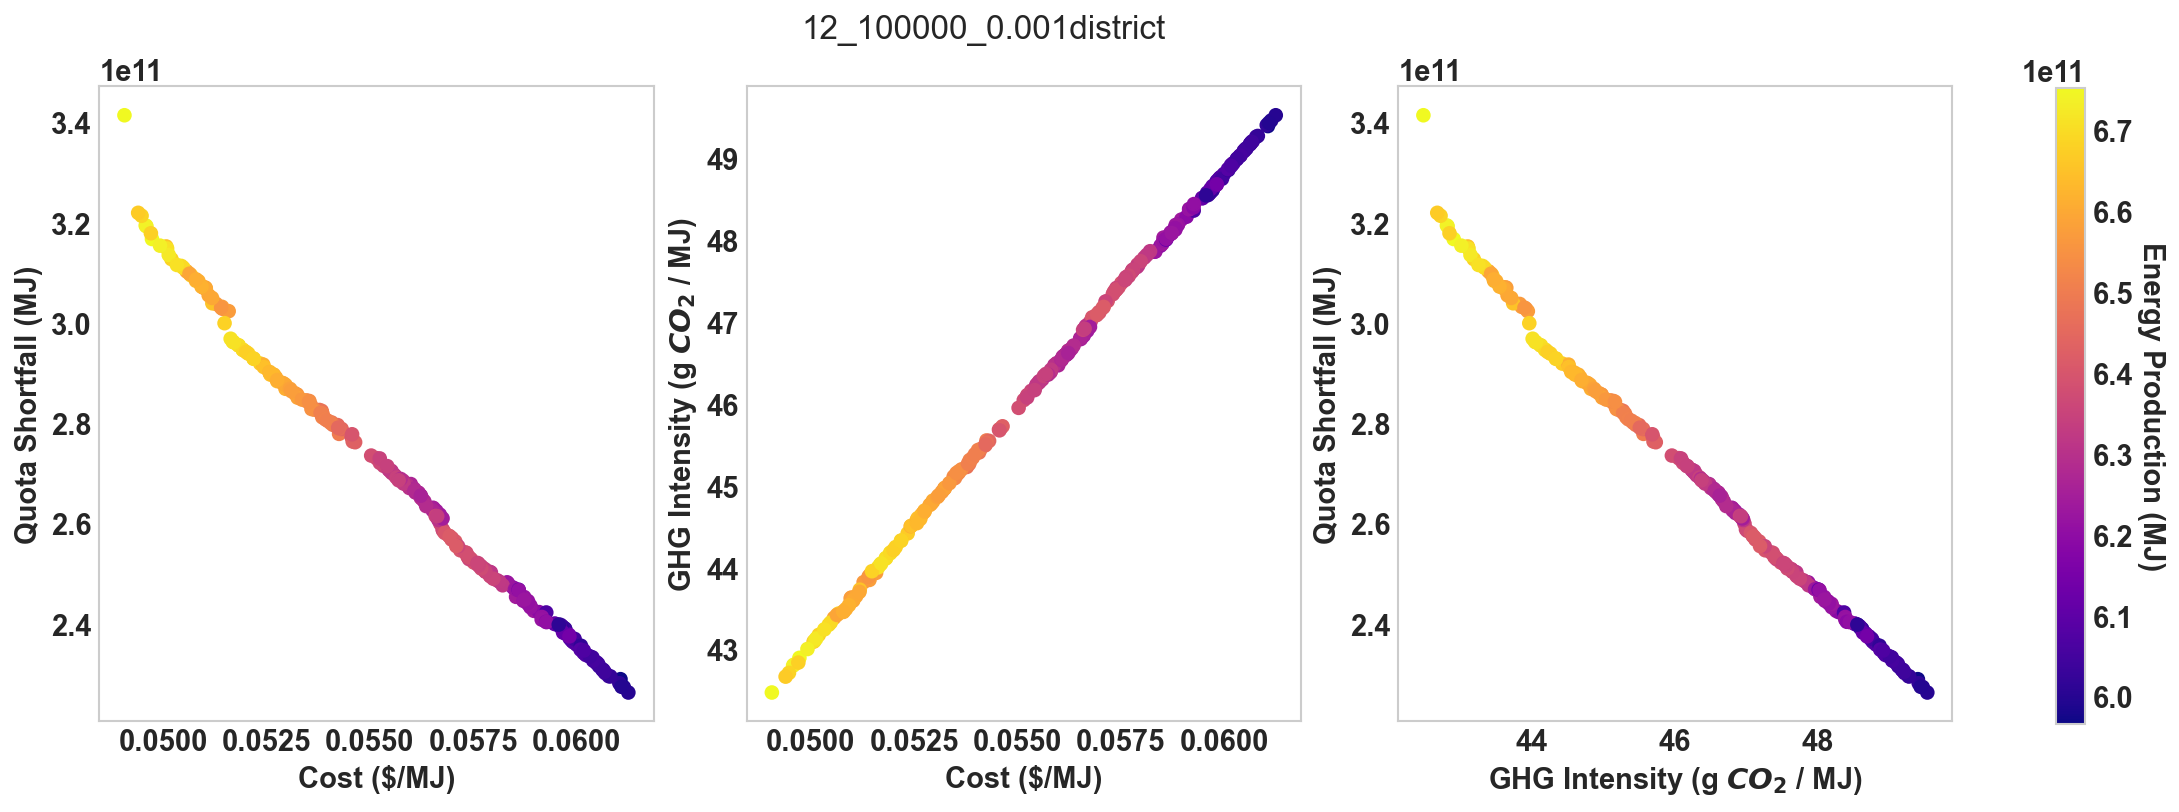 12_100000_0.001district
1e11
3.4
3.2
3.0
2.8
2.6
2.4
Quota Shortfall (MJ)
0.0500 0.0525 0.0550 0.0575 0.0600
Cost ($/MJ)
49
48
47
46
45
44
43
GHG Intensity (g CO₂ / MJ)
0.0500 0.0525 0.0550 0.0575 0.0600
Cost ($/MJ)
1e11
3.4
3.2
3.0
2.8
2.6
2.4
Quota Shortfall (MJ)
44 46 48
GHG Intensity (g CO₂ / MJ)
1e11
6.7
6.6
6.5
6.4
6.3
6.2
6.1
6.0
Energy Production (MJ)